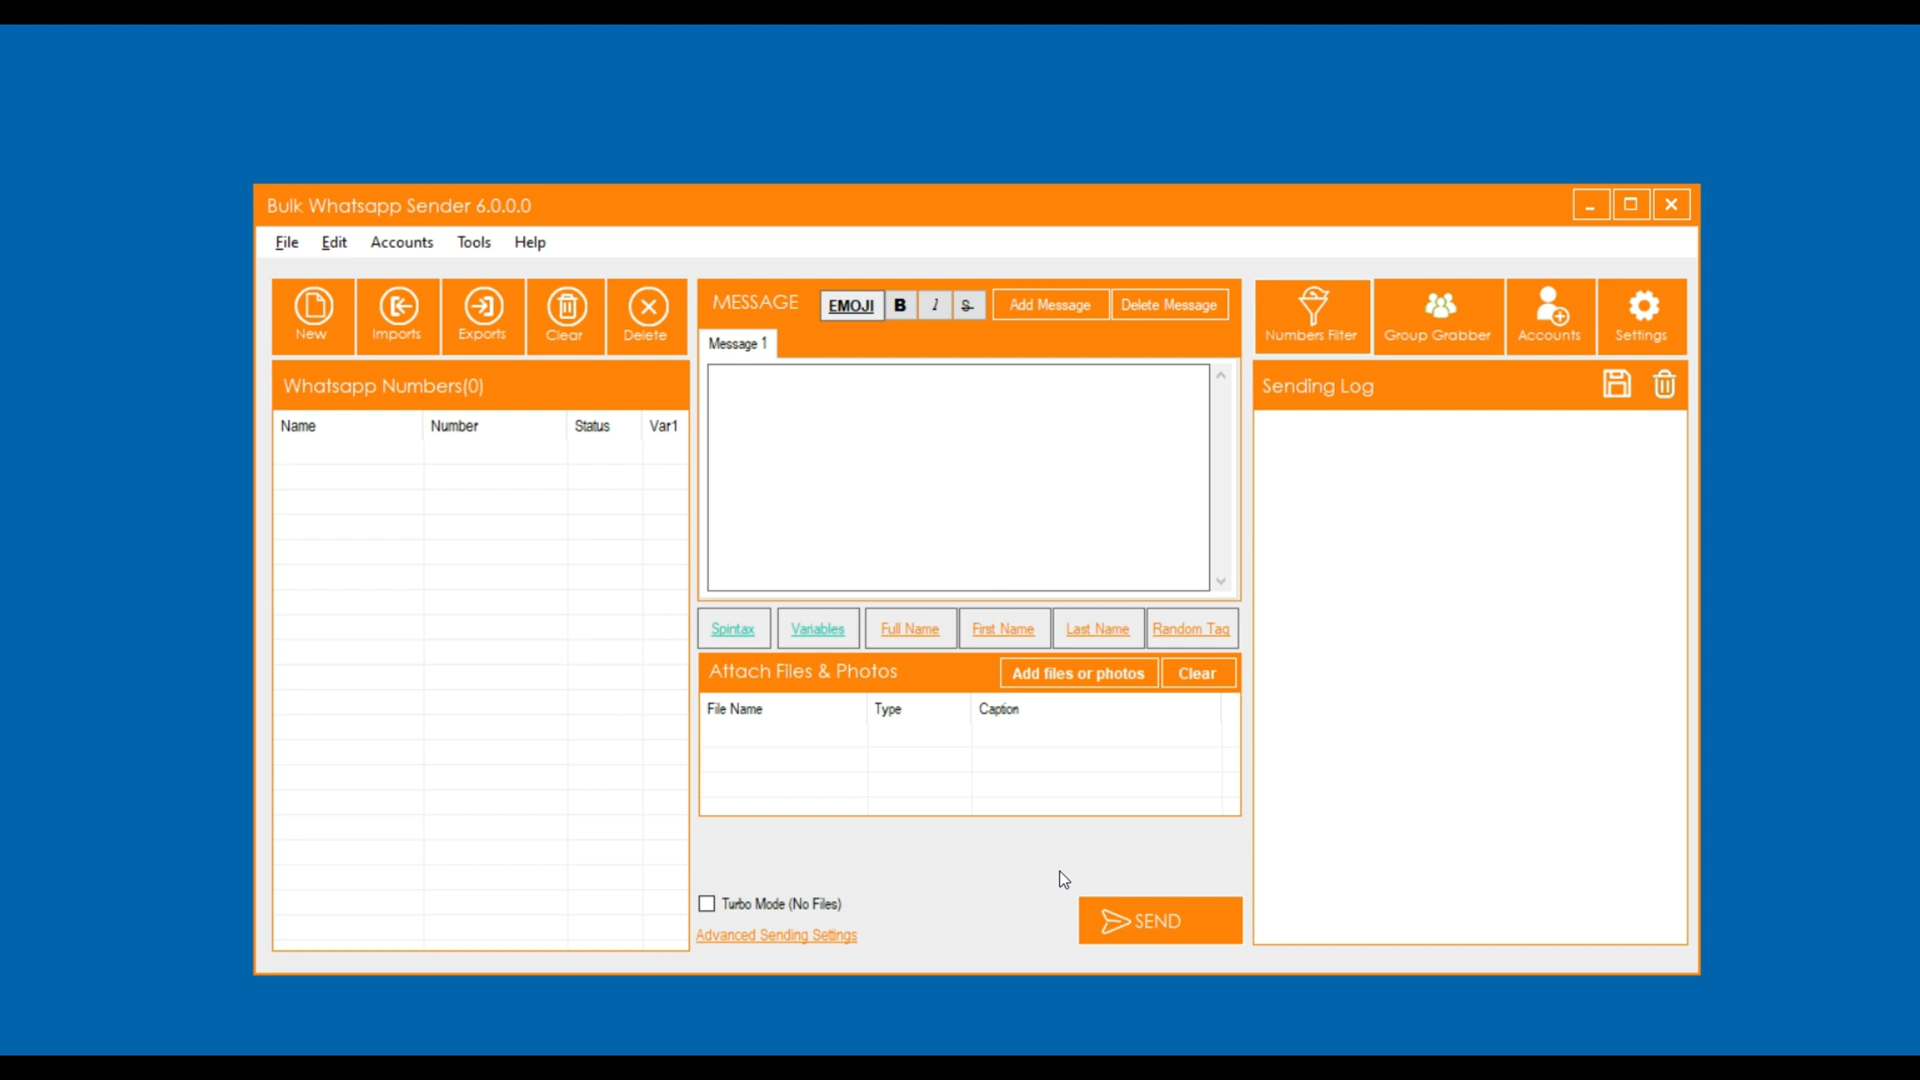 Bulk Whatsapp Sender 6.0.0.0
File Edit Accounts Tools Help
New Imports Exports Clear Delete
MESSAGE EMOJI B I S Add Message Delete Message
Numbers Filter Group Grabber Accounts Settings
Message 1
Whatsapp Numbers(0)
Name Number Status Var1
Sending Log
Spintax Variables Full Name First Name Last Name Random Tag
Attach Files & Photos Add files or photos Clear
File Name Type Caption
Turbo Mode (No Files)
Advanced Sending Settings
SEND